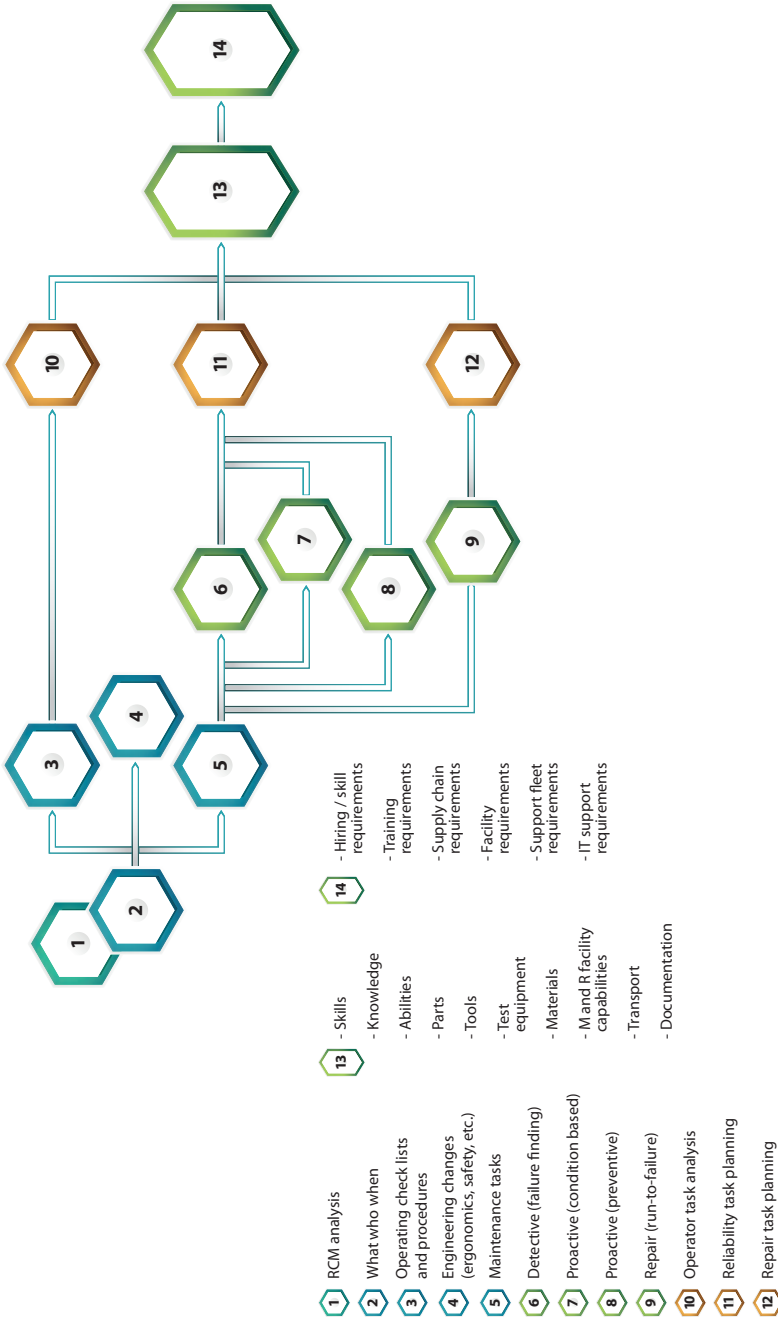 1
2
3
4
5
6
7
8
9
10
11
12
13
14
1 RCM analysis
2 What who when
3 Operating check lists
and procedures
4 Engineering changes
(ergonomics, safety, etc.)
5 Maintenance tasks
6 Detective (failure finding)
7 Proactive (condition based)
8 Proactive (preventive)
9 Repair (run-to-failure)
10 Operator task analysis
11 Reliability task planning
12 Repair task planning
13 - Skills
- Knowledge
- Abilities
- Parts
- Tools
- Test
equipment
- Materials
- M and R facility
capabilities
- Transport
- Documentation
14 - Hiring / skill
requirements
- Training
requirements
- Supply chain
requirements
- Facility
requirements
- Support fleet
requirements
- IT support
requirements